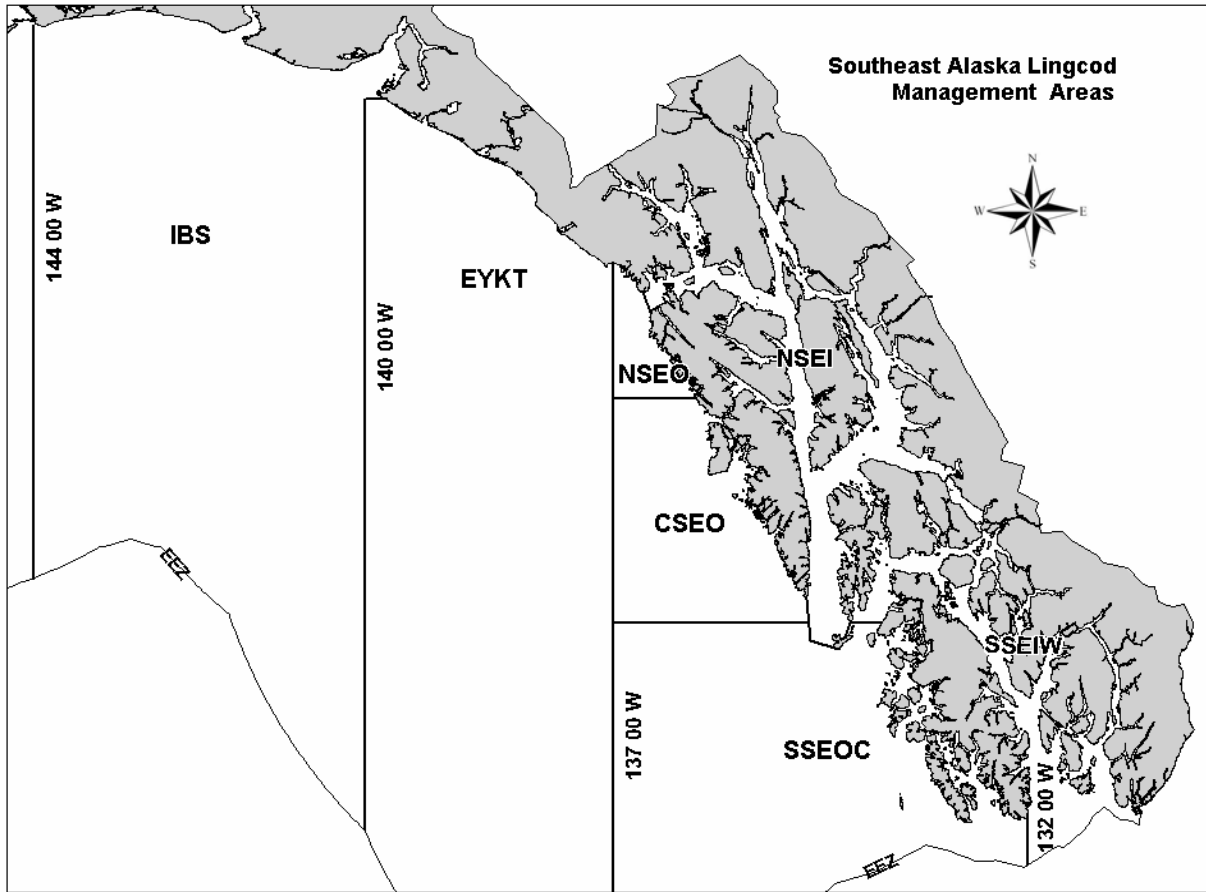 Southeast Alaska Lingcod
Management Areas
N
W
E
S
144 00 W
IBS
140 00 W
EYKT
NSEO
NSEI
CSEO
EEZ
SSEIW
137 00 W
SSEOC
132 00 W
EEZ